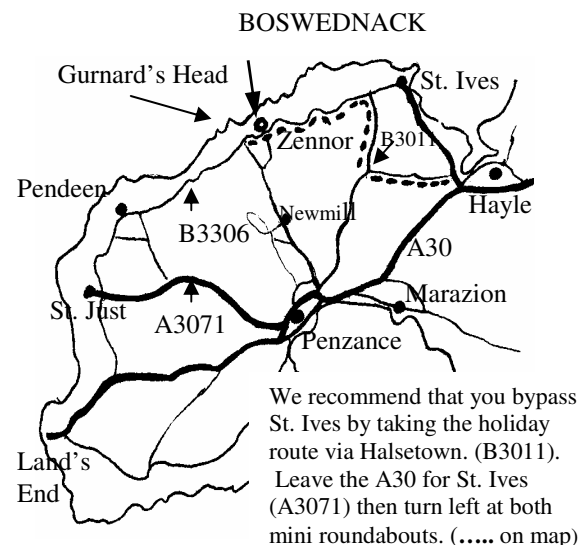 BOSWEDNACK
Gurnard's Head
St. Ives
Zennor
B3011
Pendeen
Hayle
Newmill
B3306
A30
St. Just
A3071
Marazion
Penzance
Land's
End
We recommend that you bypass
St. Ives by taking the holiday
route via Halsetown. (B3011).
Leave the A30 for St. Ives
(A3071) then turn left at both
mini roundabouts. (..... on map)